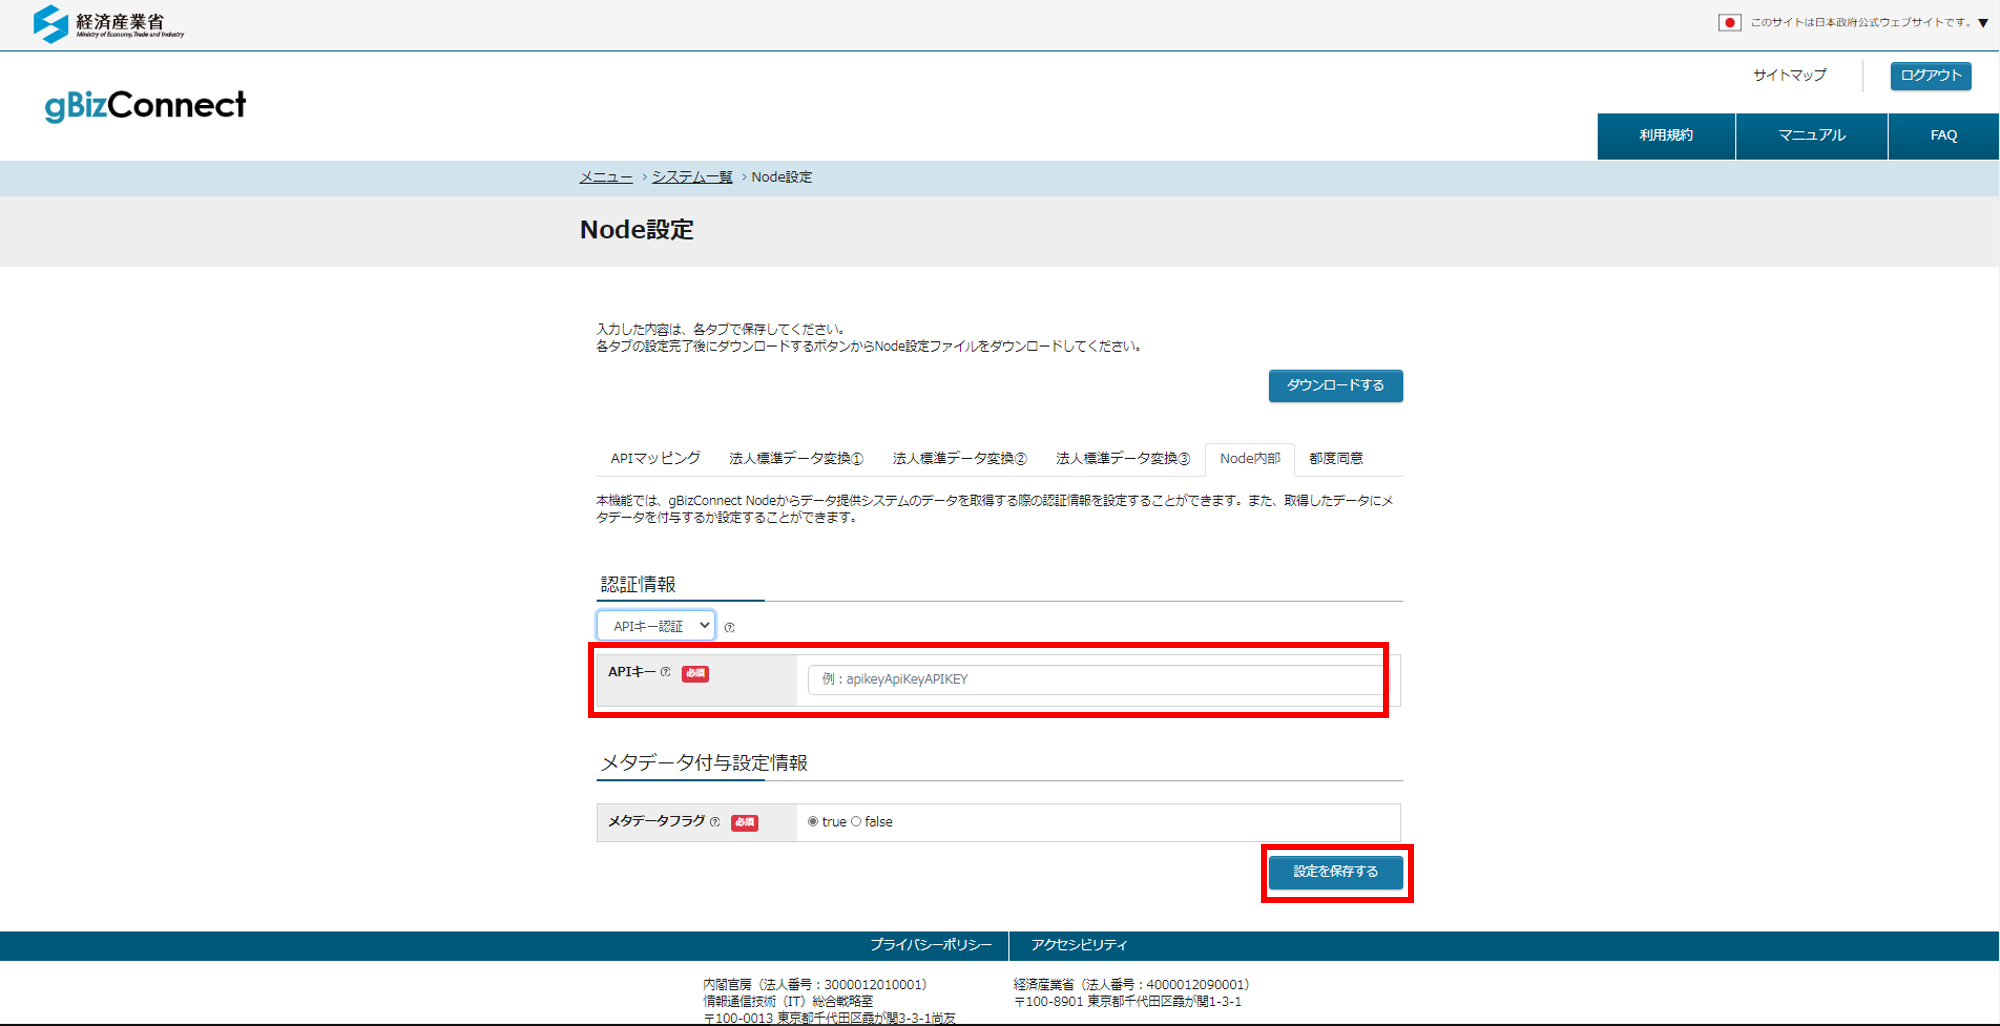 経済産業省
Ministry of Economy, Trade and Industry
このサイトは日本政府公式ウェブサイトです。▼
サイトマップ
ログアウト
gBizConnect
利用規約
マニュアル
FAQ
メニュー › システム一覧 › Node設定
Node設定
入力した内容は、各タブで保存してください。
各タブの設定完了後にダウンロードするボタンからNode設定ファイルをダウンロードしてください。
ダウンロードする
APIマッピング
法人標準データ変換①
法人標準データ変換②
法人標準データ変換③
Node内部
都度同意
本機能では、gBizConnect Nodeからデータ提供システムのデータを取得する際の認証情報を設定することができます。また、取得したデータにメ
タデータを付与するか設定することができます。
認証情報
APIキー認証
APIキー 必須
例：apikeyApiKeyAPIKEY
メタデータ付与設定情報
メタデータフラグ 必須
true false
設定を保存する
プライバシーポリシー
アクセシビリティ
内閣官房（法人番号：3000012010001）
情報通信技術（IT）総合戦略室
〒100-0013 東京都千代田区霞が関3-3-1尚友
経済産業省（法人番号：4000012090001）
〒100-8901 東京都千代田区霞が関1-3-1